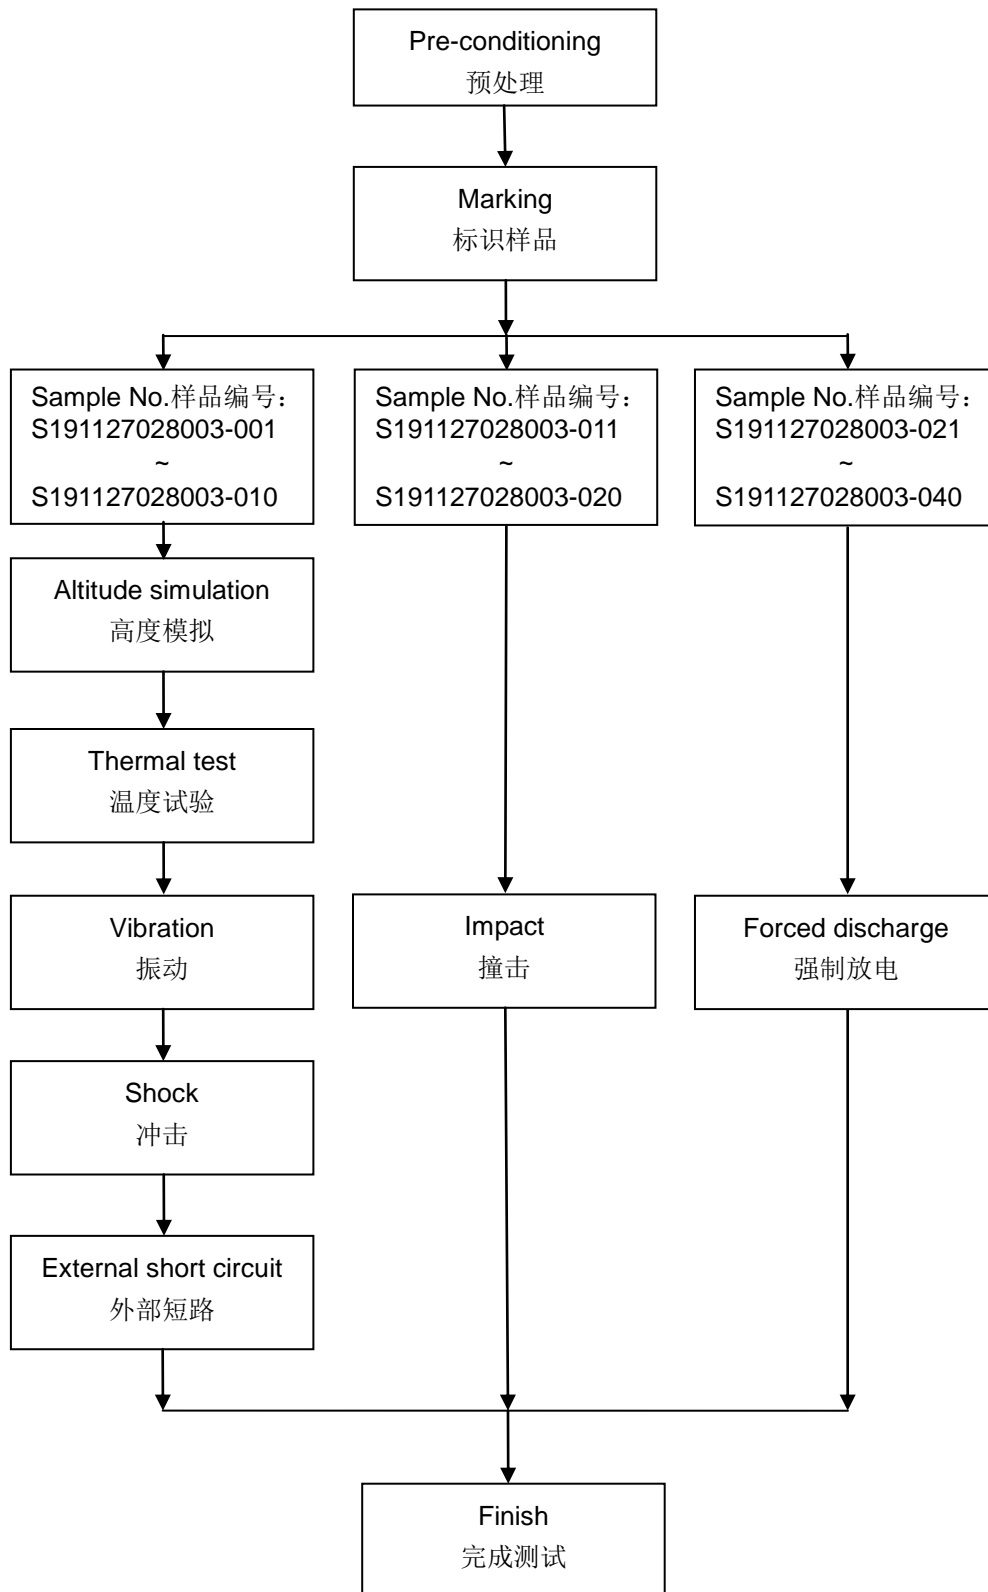 Pre-conditioning
预处理
Marking
标识样品
Sample No.样品编号：
S191127028003-001
~
S191127028003-010
Sample No.样品编号：
S191127028003-011
~
S191127028003-020
Sample No.样品编号：
S191127028003-021
~
S191127028003-040
Altitude simulation
高度模拟
Thermal test
温度试验
Vibration
振动
Impact
撞击
Forced discharge
强制放电
Shock
冲击
External short circuit
外部短路
Finish
完成测试